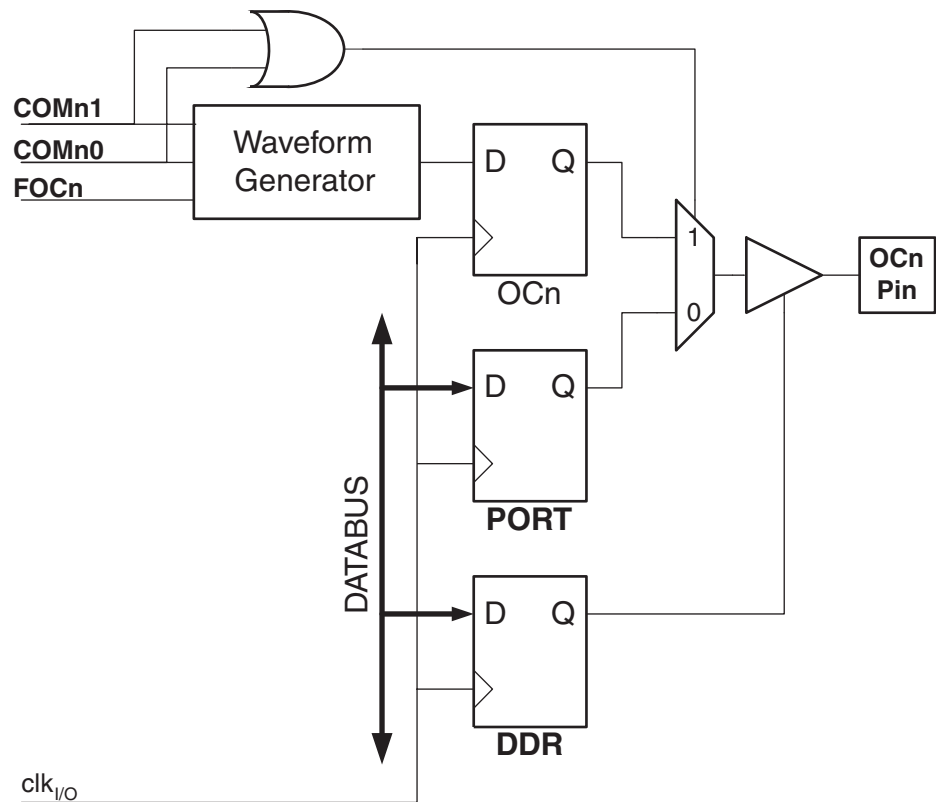 COMn1
COMn0
FOCn
Waveform
Generator
D Q
OCn
1
0
OCn
Pin
D Q
PORT
DATABUS
D Q
DDR
clkI/O